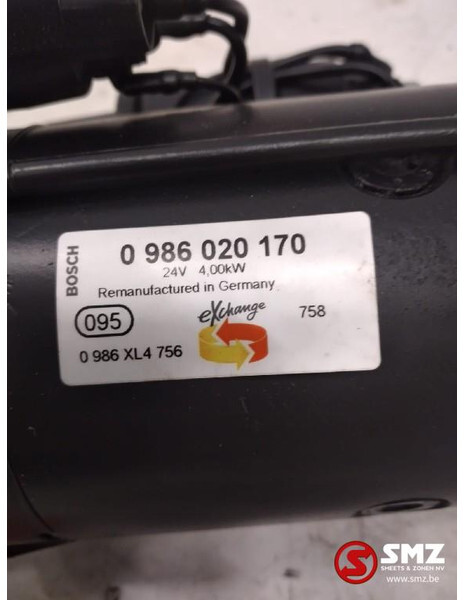 BOSCH
0 986 020 170
24V 4,00kW
Remanufactured in Germany
095
eXchange
758
0 986 XL4 756
SMZ
SMEETS & ZONEN NV
www.smz.be